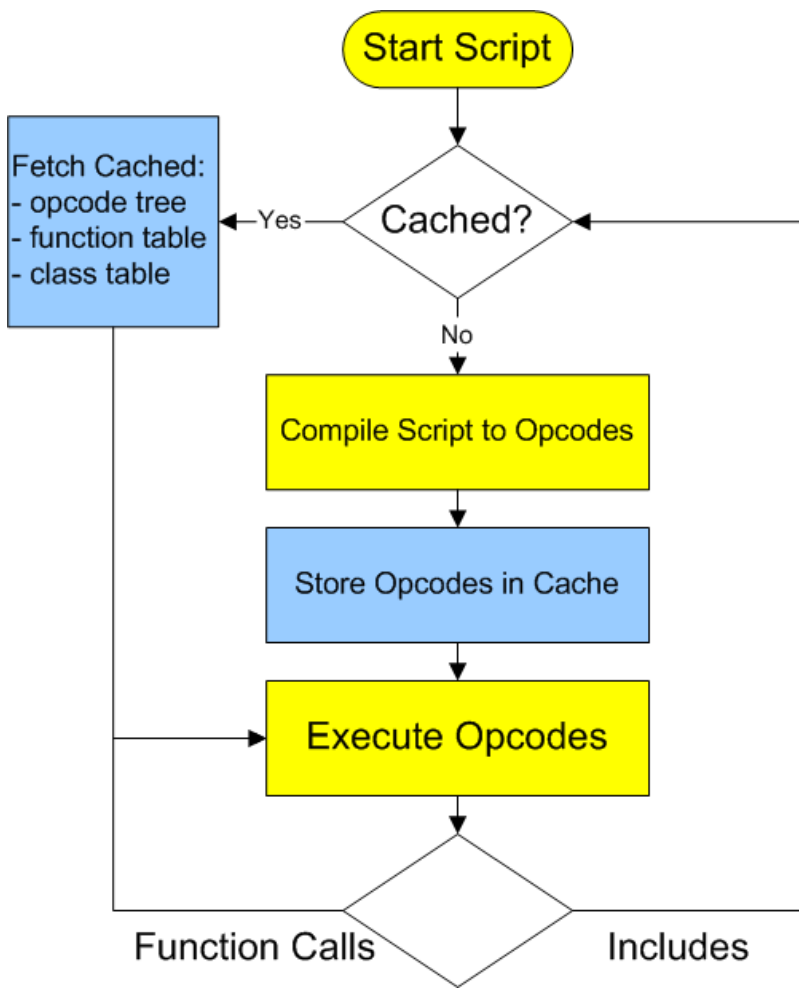 Start Script
Fetch Cached:
- opcode tree
- function table
- class table
Yes
Cached?
No
Compile Script to Opcodes
Store Opcodes in Cache
Execute Opcodes
Function Calls
Includes